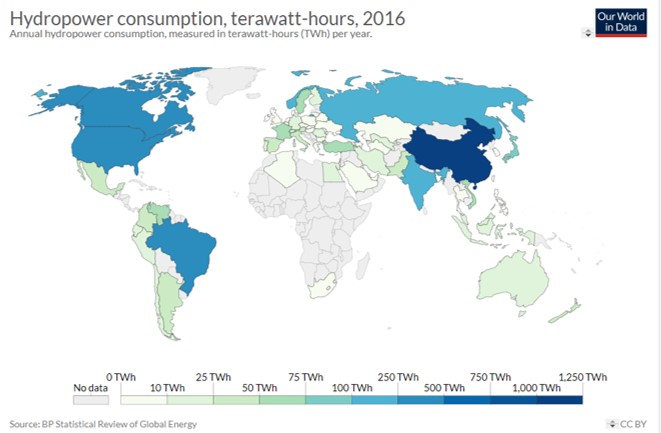 Hydropower consumption, terawatt-hours, 2016
Annual hydropower consumption, measured in terawatt-hours (TWh) per year.
Our World
in Data
0 TWh 25 TWh 75 TWh 250 TWh 750 TWh 1,250 TWh
No data 10 TWh 50 TWh 100 TWh 500 TWh 1,000 TWh
Source: BP Statistical Review of Global Energy
CC BY